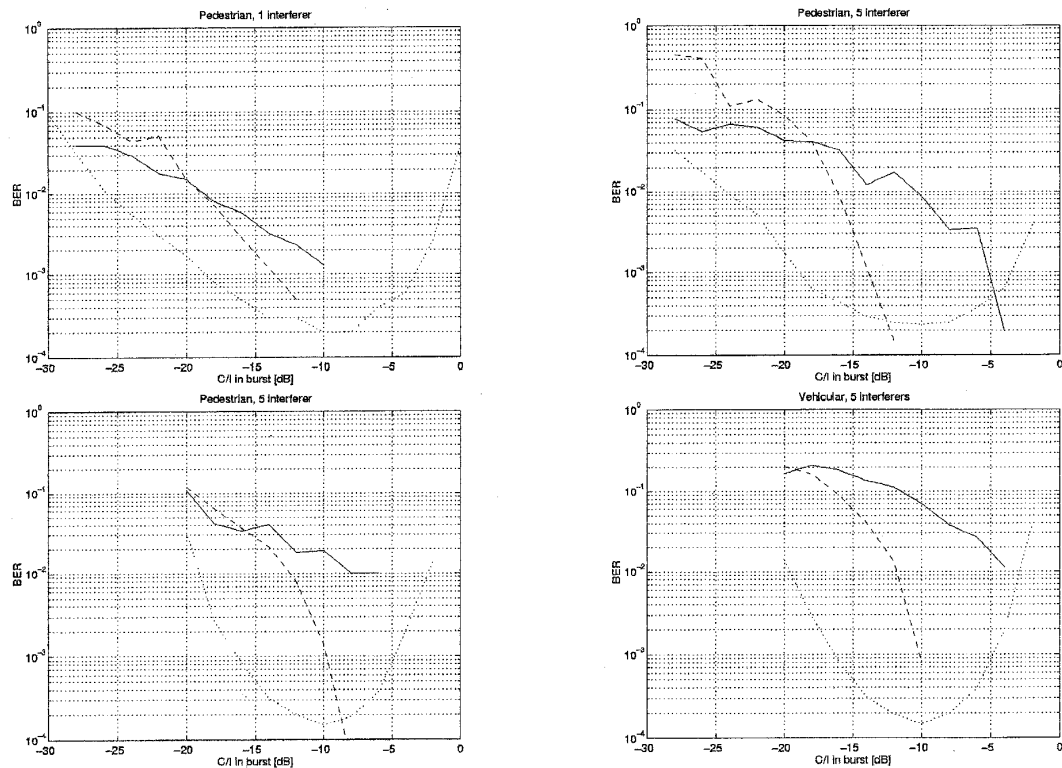 Pedestrian, 1 interferer
10^0
10^-1
10^-2
10^-3
10^-4
BER
-30 -25 -20 -15 -10 -5 0
C/I in burst [dB]
Pedestrian, 5 interferer
10^0
10^-1
10^-2
10^-3
10^-4
BER
-30 -25 -20 -15 -10 -5 0
C/I in burst [dB]
Pedestrian, 5 interferer
10^0
10^-1
10^-2
10^-3
10^-4
BER
-30 -25 -20 -15 -10 -5 0
C/I in burst [dB]
Vehicular, 5 interferers
10^0
10^-1
10^-2
10^-3
10^-4
BER
-30 -25 -20 -15 -10 -5 0
C/I in burst [dB]